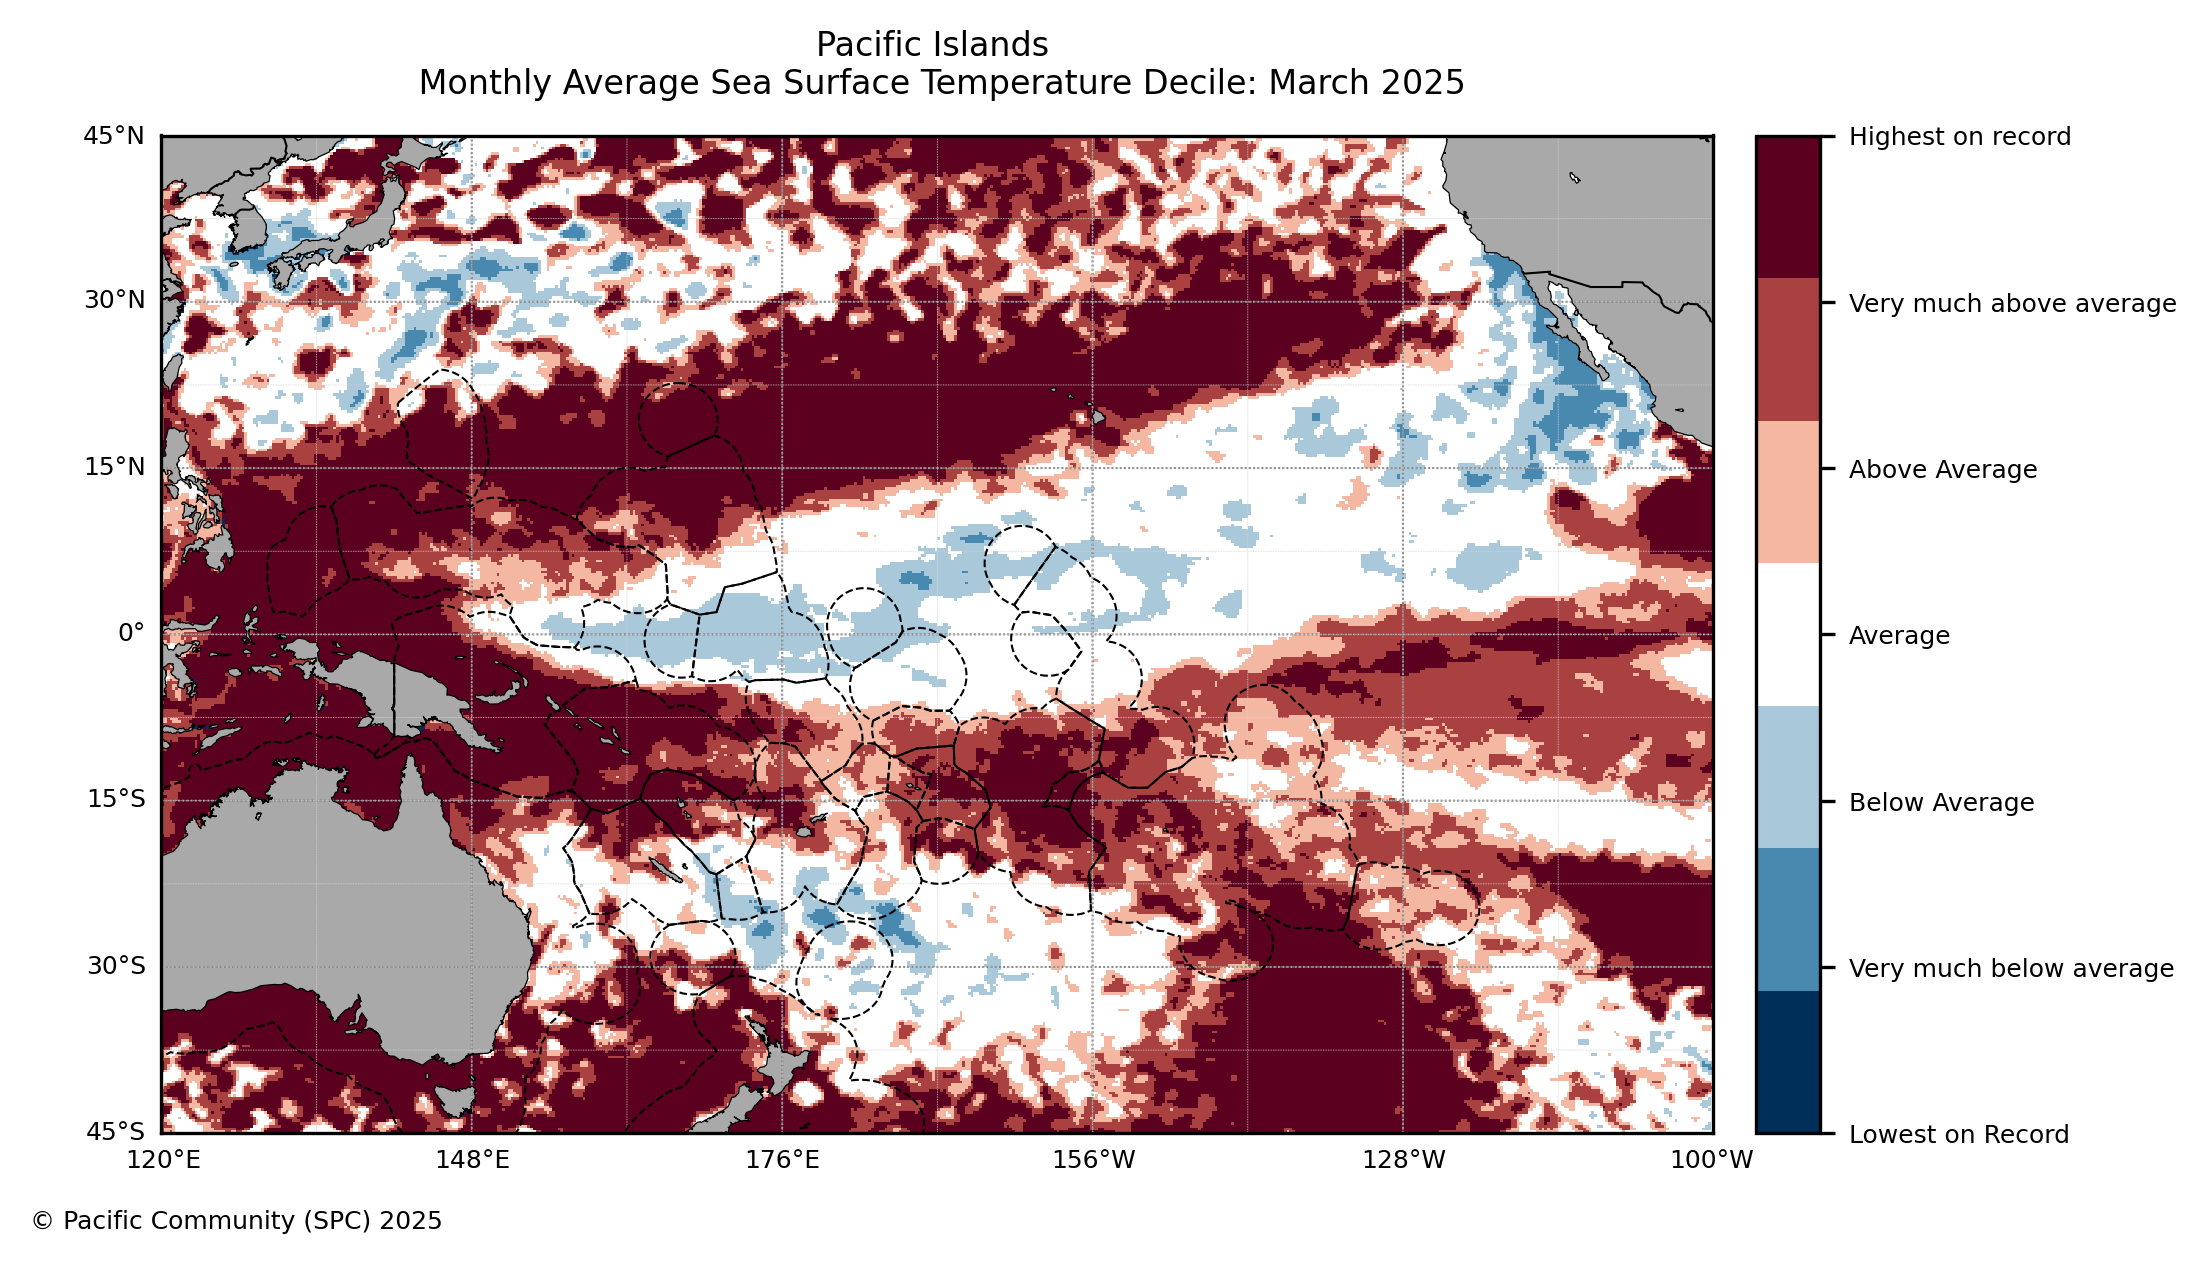 Pacific Islands
Monthly Average Sea Surface Temperature Decile: March 2025
45°N
30°N
15°N
0°
15°S
30°S
45°S
120°E
148°E
176°E
156°W
128°W
100°W
Highest on record
Very much above average
Above Average
Average
Below Average
Very much below average
Lowest on Record
© Pacific Community (SPC) 2025